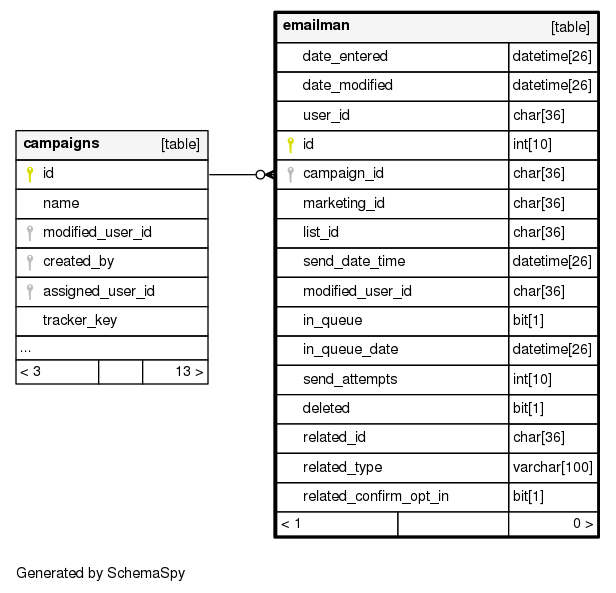 emailman [table]
date_entered datetime[26]
date_modified datetime[26]
user_id char[36]
id int[10]
campaign_id char[36]
marketing_id char[36]
list_id char[36]
send_date_time datetime[26]
modified_user_id char[36]
in_queue bit[1]
in_queue_date datetime[26]
send_attempts int[10]
deleted bit[1]
related_id char[36]
related_type varchar[100]
related_confirm_opt_in bit[1]
< 1 0 >
campaigns [table]
id
name
modified_user_id
created_by
assigned_user_id
tracker_key
...
< 3 13 >
Generated by SchemaSpy